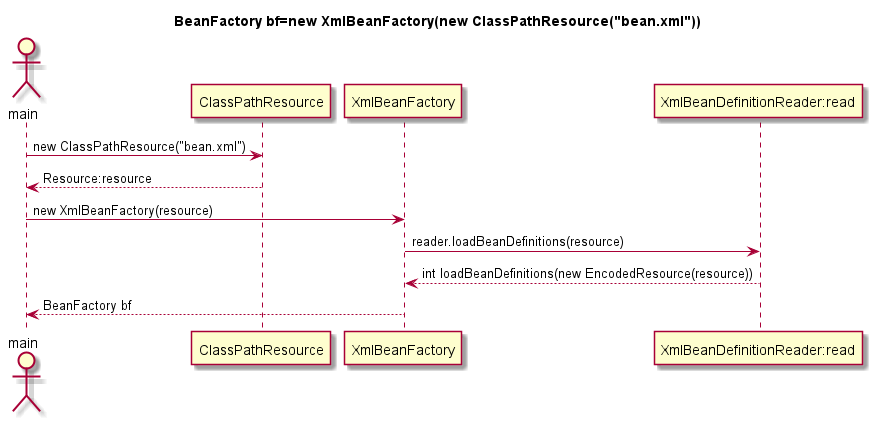 BeanFactory bf=new XmlBeanFactory(new ClassPathResource("bean.xml"))
main
ClassPathResource
XmlBeanFactory
XmlBeanDefinitionReader:read
new ClassPathResource("bean.xml")
Resource:resource
new XmlBeanFactory(resource)
reader.loadBeanDefinitions(resource)
int loadBeanDefinitions(new EncodedResource(resource))
BeanFactory bf
main
ClassPathResource
XmlBeanFactory
XmlBeanDefinitionReader:read